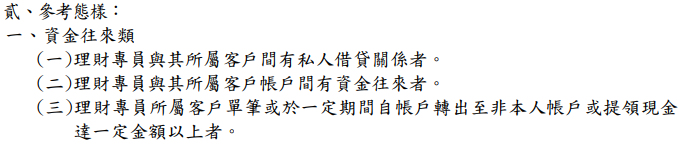 貳、參考態樣：
一、資金往來類
(一)理財專員與其所屬客戶間有私人借貸關係者。
(二)理財專員與其所屬客戶帳戶間有資金往來者。
(三)理財專員所屬客戶單筆或於一定期間自帳戶轉出至非本人帳戶或提領現金
達一定金額以上者。